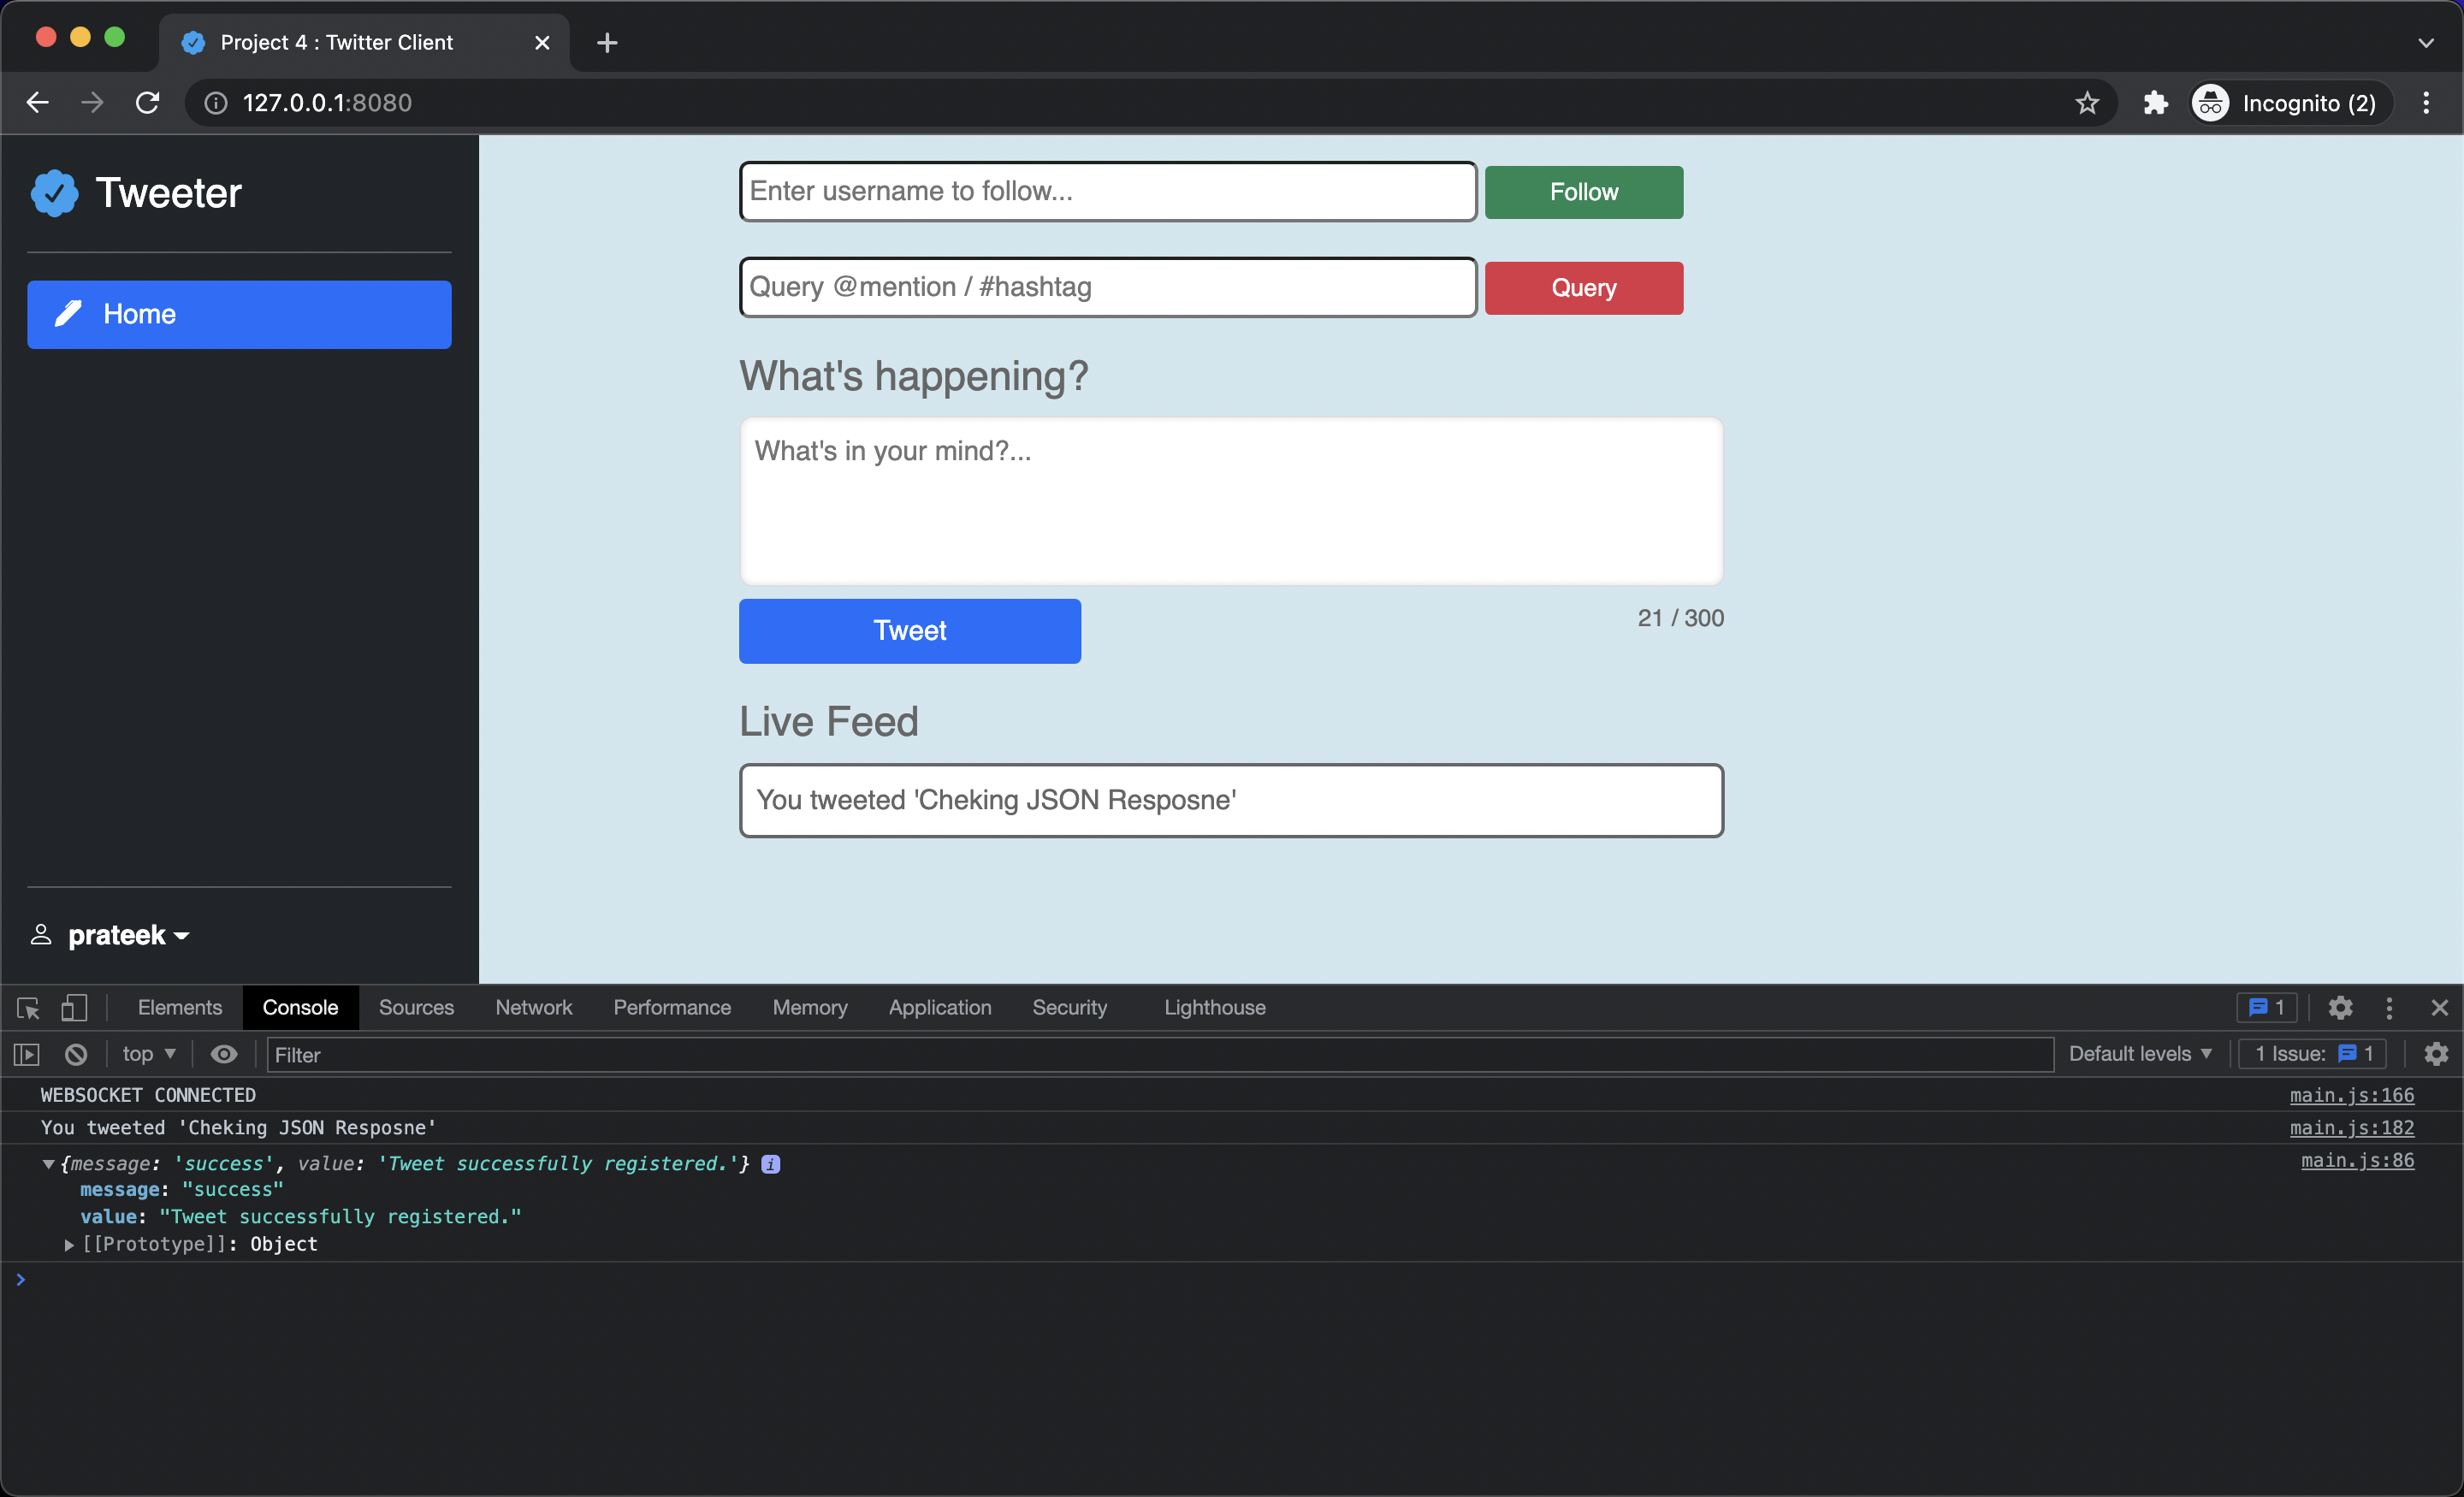 Project 4 : Twitter Client
127.0.0.1:8080
Incognito (2)
Tweeter
Home
prateek
Enter username to follow...
Follow
Query @mention / #hashtag
Query
What's happening?
What's in your mind?...
Tweet
21 / 300
Live Feed
You tweeted 'Cheking JSON Resposne'
Elements Console Sources Network Performance Memory Application Security Lighthouse
1
top
Filter
Default levels
1 Issue: 1
WEBSOCKET CONNECTED main.js:166
You tweeted 'Cheking JSON Resposne' main.js:182
{message: 'success', value: 'Tweet successfully registered.'} i main.js:86
message: "success"
value: "Tweet successfully registered."
[[Prototype]]: Object